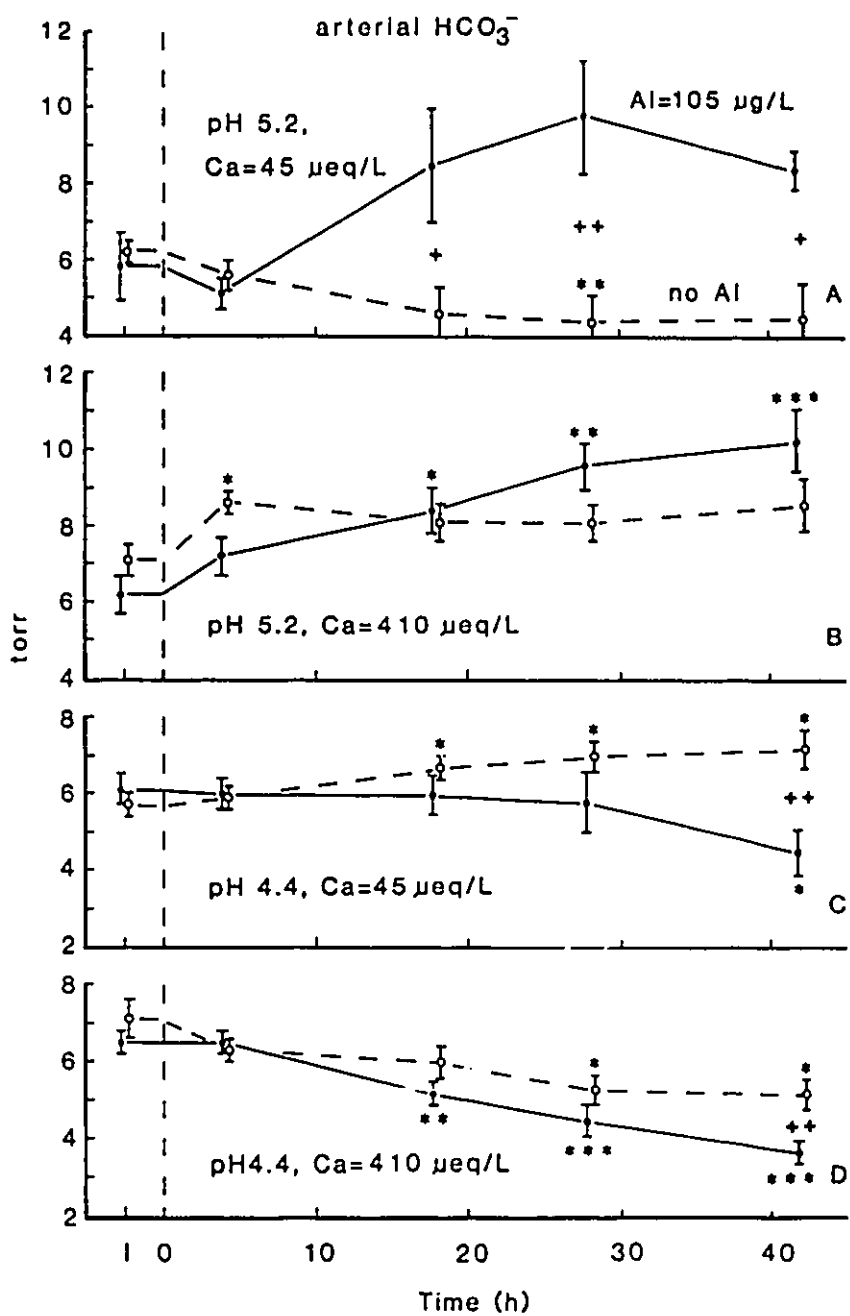 arterial HCO₃⁻
12
10
8
6
4
pH 5.2,
Ca=45 µeq/L
Al=105 µg/L
+
+ +
+
**
no Al
A
12
10
8
6
4
*
*
**
***
pH 5.2, Ca=410 µeq/L
B
torr
8
6
4
2
*
*
*
+ +
*
pH 4.4, Ca=45 µeq/L
C
8
6
4
2
*
*
**
***
+ +
***
pH4.4, Ca=410 µeq/L
D
I 0 10 20 30 40
Time (h)